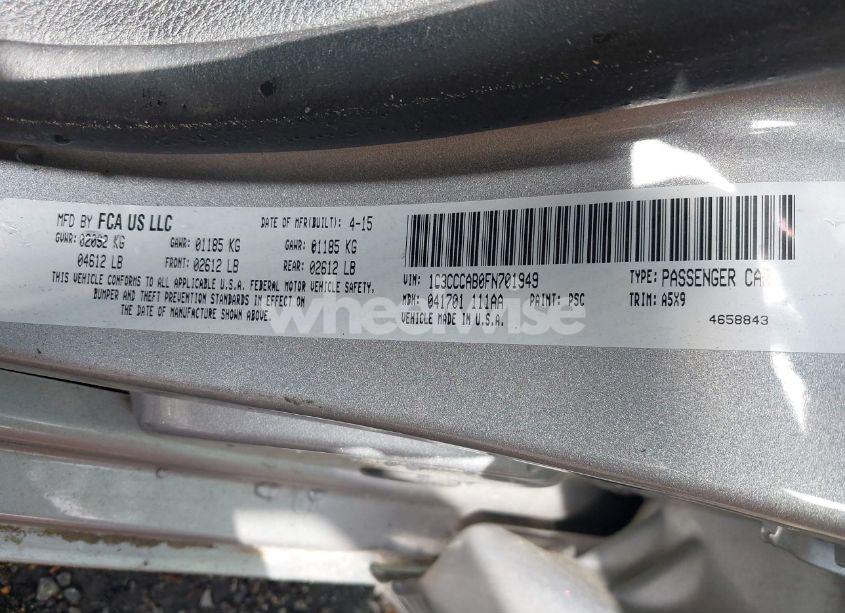 MFD BY FCA US LLC DATE OF MFR(BUILT): 4-15
GVWR: KG GAWR: 01185 KG GAWR: 01185 KG
04612 LB FRONT: 02612 LB REAR: 02612 LB
THIS VEHICLE CONFORMS TO ALL APPLICABLE U.S.A. FEDERAL MOTOR VEHICLE SAFETY,
BUMPER AND THEFT PREVENTION STANDARDS IN EFFECT ON
THE DATE OF MANUFACTURE SHOWN ABOVE.
VIN: 1C3CCCAB0FN701949 TYPE: PASSENGER CAR
MDH: 041701 111AA PAINT: PSC TRIM: A5X9
VEHICLE MADE IN U.S.A. 4658843
wheelwise